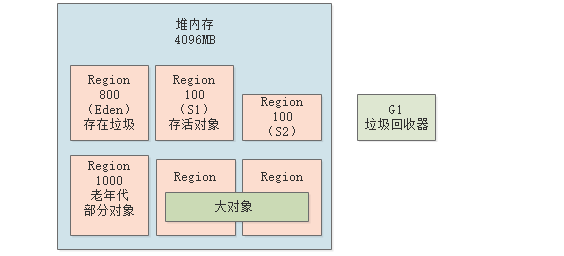 堆内存
4096MB
Region
800
（Eden）
存在垃圾
Region
100
（S1）
存活对象
Region
100
（S2）
G1
垃圾回收器
Region
1000
老年代
部分对象
Region
Region
大对象